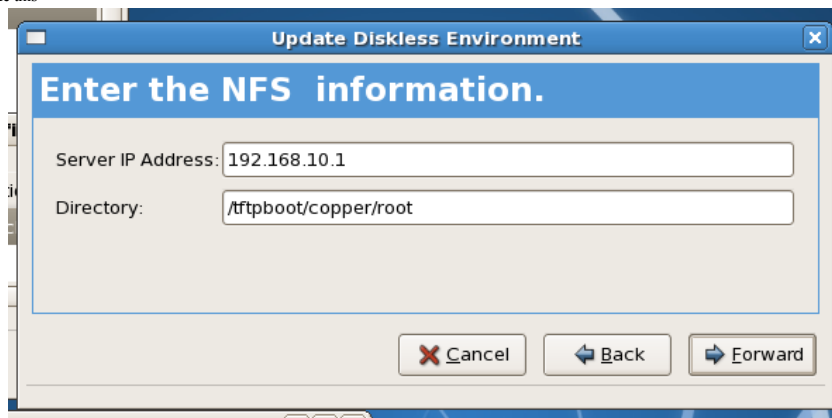 Update Diskless Environment
Enter the NFS information.
Server IP Address: 192.168.10.1
Directory: /tftpboot/copper/root
Cancel Back Forward